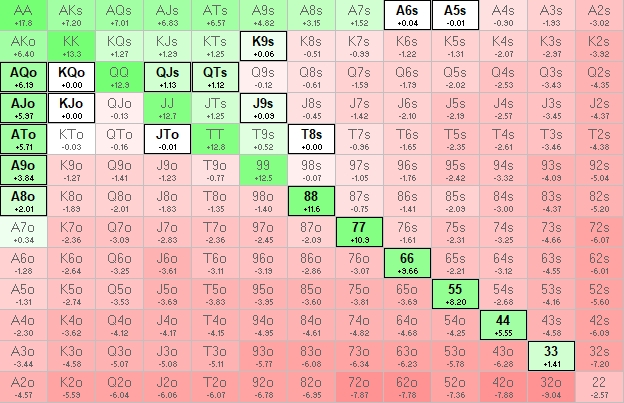 AA AKs AQs AJs ATs A9s A8s A7s A6s A5s A4s A3s A2s
+17.8 +7.20 +7.01 +6.83 +6.57 +4.82 +3.15 +1.52 +0.04 -0.01 -0.90 -1.93 -3.02
AKo KK KQs KJs KTs K9s K8s K7s K6s K5s K4s K3s K2s
+6.40 +13.3 +1.27 +1.29 +1.25 +0.06 -0.51 -0.90 -1.22 -1.31 -2.07 -2.97 -3.92
AQo KQo QQ QJs QTs Q9s Q8s Q7s Q6s Q5s Q4s Q3s Q2s
+6.19 +0.00 +12.9 +1.13 +1.12 -0.12 -0.61 -1.59 -1.79 -2.02 -2.53 -3.43 -4.35
AJo KJo QJo JJ JTs J9s J8s J7s J6s J5s J4s J3s J2s
+5.97 +0.00 -0.13 +12.7 +1.25 +0.09 -0.45 -1.42 -2.10 -2.19 -2.57 -3.45 -4.37
ATo KTo QTo JTo TT T9s T8s T7s T6s T5s T4s T3s T2s
+5.71 -0.03 -0.16 -0.01 +12.8 +0.52 +0.00 -0.96 -1.65 -2.35 -2.61 -3.46 -4.38
A9o K9o Q9o J9o T9o 99 98s 97s 96s 95s 94s 93s 92s
+3.84 -1.27 -1.41 -1.23 -0.77 +12.5 -0.07 -1.05 -1.76 -2.42 -3.32 -4.09 -5.04
A8o K8o Q8o J8o T8o 98o 88 87s 86s 85s 84s 83s 82s
+2.01 -1.89 -2.01 -1.83 -1.35 -1.40 +11.6 -0.75 -1.41 -2.09 -3.00 -4.37 -5.20
A7o K7o Q7o J7o T7o 97o 87o 77 76s 75s 74s 73s 72s
+0.34 -2.36 -3.09 -2.83 -2.36 -2.45 -2.09 +10.9 -1.61 -2.31 -3.25 -4.66 -6.07
A6o K6o Q6o J6o T6o 96o 86o 76o 66 65s 64s 63s 62s
-1.28 -2.64 -3.25 -3.61 -3.11 -3.19 -2.86 -3.07 +9.66 -2.21 -3.12 -4.55 -6.01
A5o K5o Q5o J5o T5o 95o 85o 75o 65o 55 54s 53s 52s
-1.31 -2.74 -3.53 -3.69 -3.83 -3.95 -3.60 -3.81 -3.69 +8.20 -2.68 -4.16 -5.60
A4o K4o Q4o J4o T4o 94o 84o 74o 64o 54o 44 43s 42s
-2.30 -3.62 -4.12 -4.17 -4.15 -4.95 -4.61 -4.82 -4.68 -4.25 +5.55 -4.58 -6.09
A3o K3o Q3o J3o T3o 93o 83o 73o 63o 53o 43o 33 32s
-3.44 -4.58 -5.07 -5.08 -5.11 -5.77 -6.08 -6.34 -6.23 -5.78 -6.28 +1.41 -7.20
A2o K2o Q2o J2o T2o 92o 82o 72o 62o 52o 42o 32o 22
-4.57 -5.59 -6.04 -6.06 -6.07 -6.78 -6.95 -7.87 -7.78 -7.36 -7.88 -9.04 -2.57